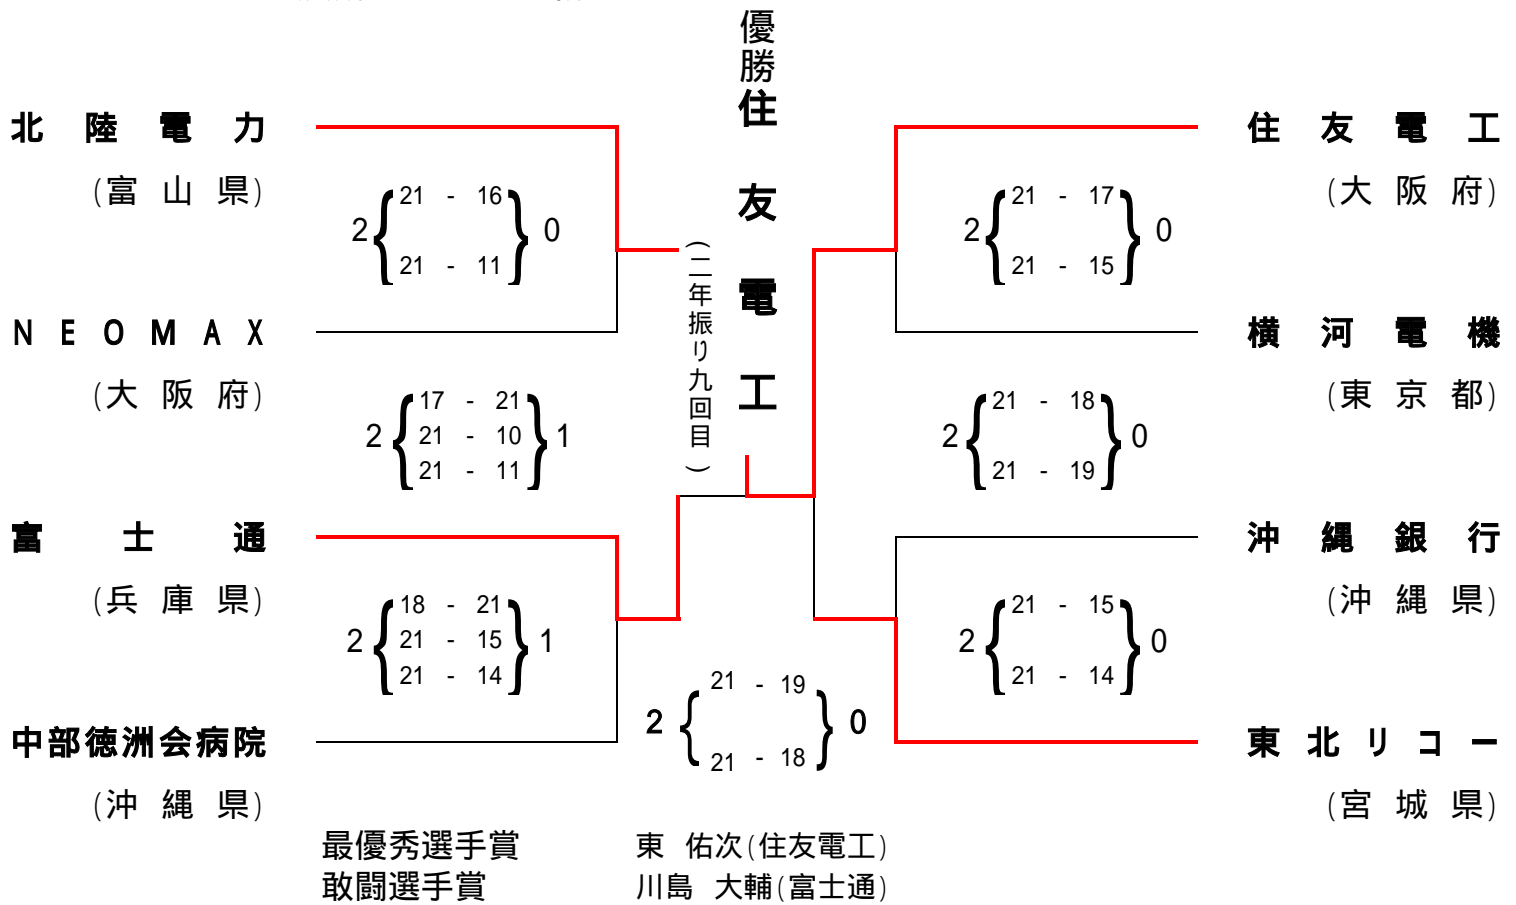 優勝 住友電工
(二年振り九回目)
北陸電力
(富山県)
2 { 21 - 16 } 0
21 - 11
NEOMAX
(大阪府)
2 { 17 - 21 } 1
21 - 10
21 - 11
富士通
(兵庫県)
2 { 18 - 21 } 1
21 - 15
21 - 14
中部徳洲会病院
(沖縄県)
住友電工
(大阪府)
2 { 21 - 17 } 0
21 - 15
横河電機
(東京都)
2 { 21 - 18 } 0
21 - 19
沖縄銀行
(沖縄県)
2 { 21 - 15 } 0
21 - 14
東北リコー
(宮城県)
2 { 21 - 19 } 0
21 - 18
最優秀選手賞 東 佑次(住友電工)
敢闘選手賞 川島 大輔(富士通)